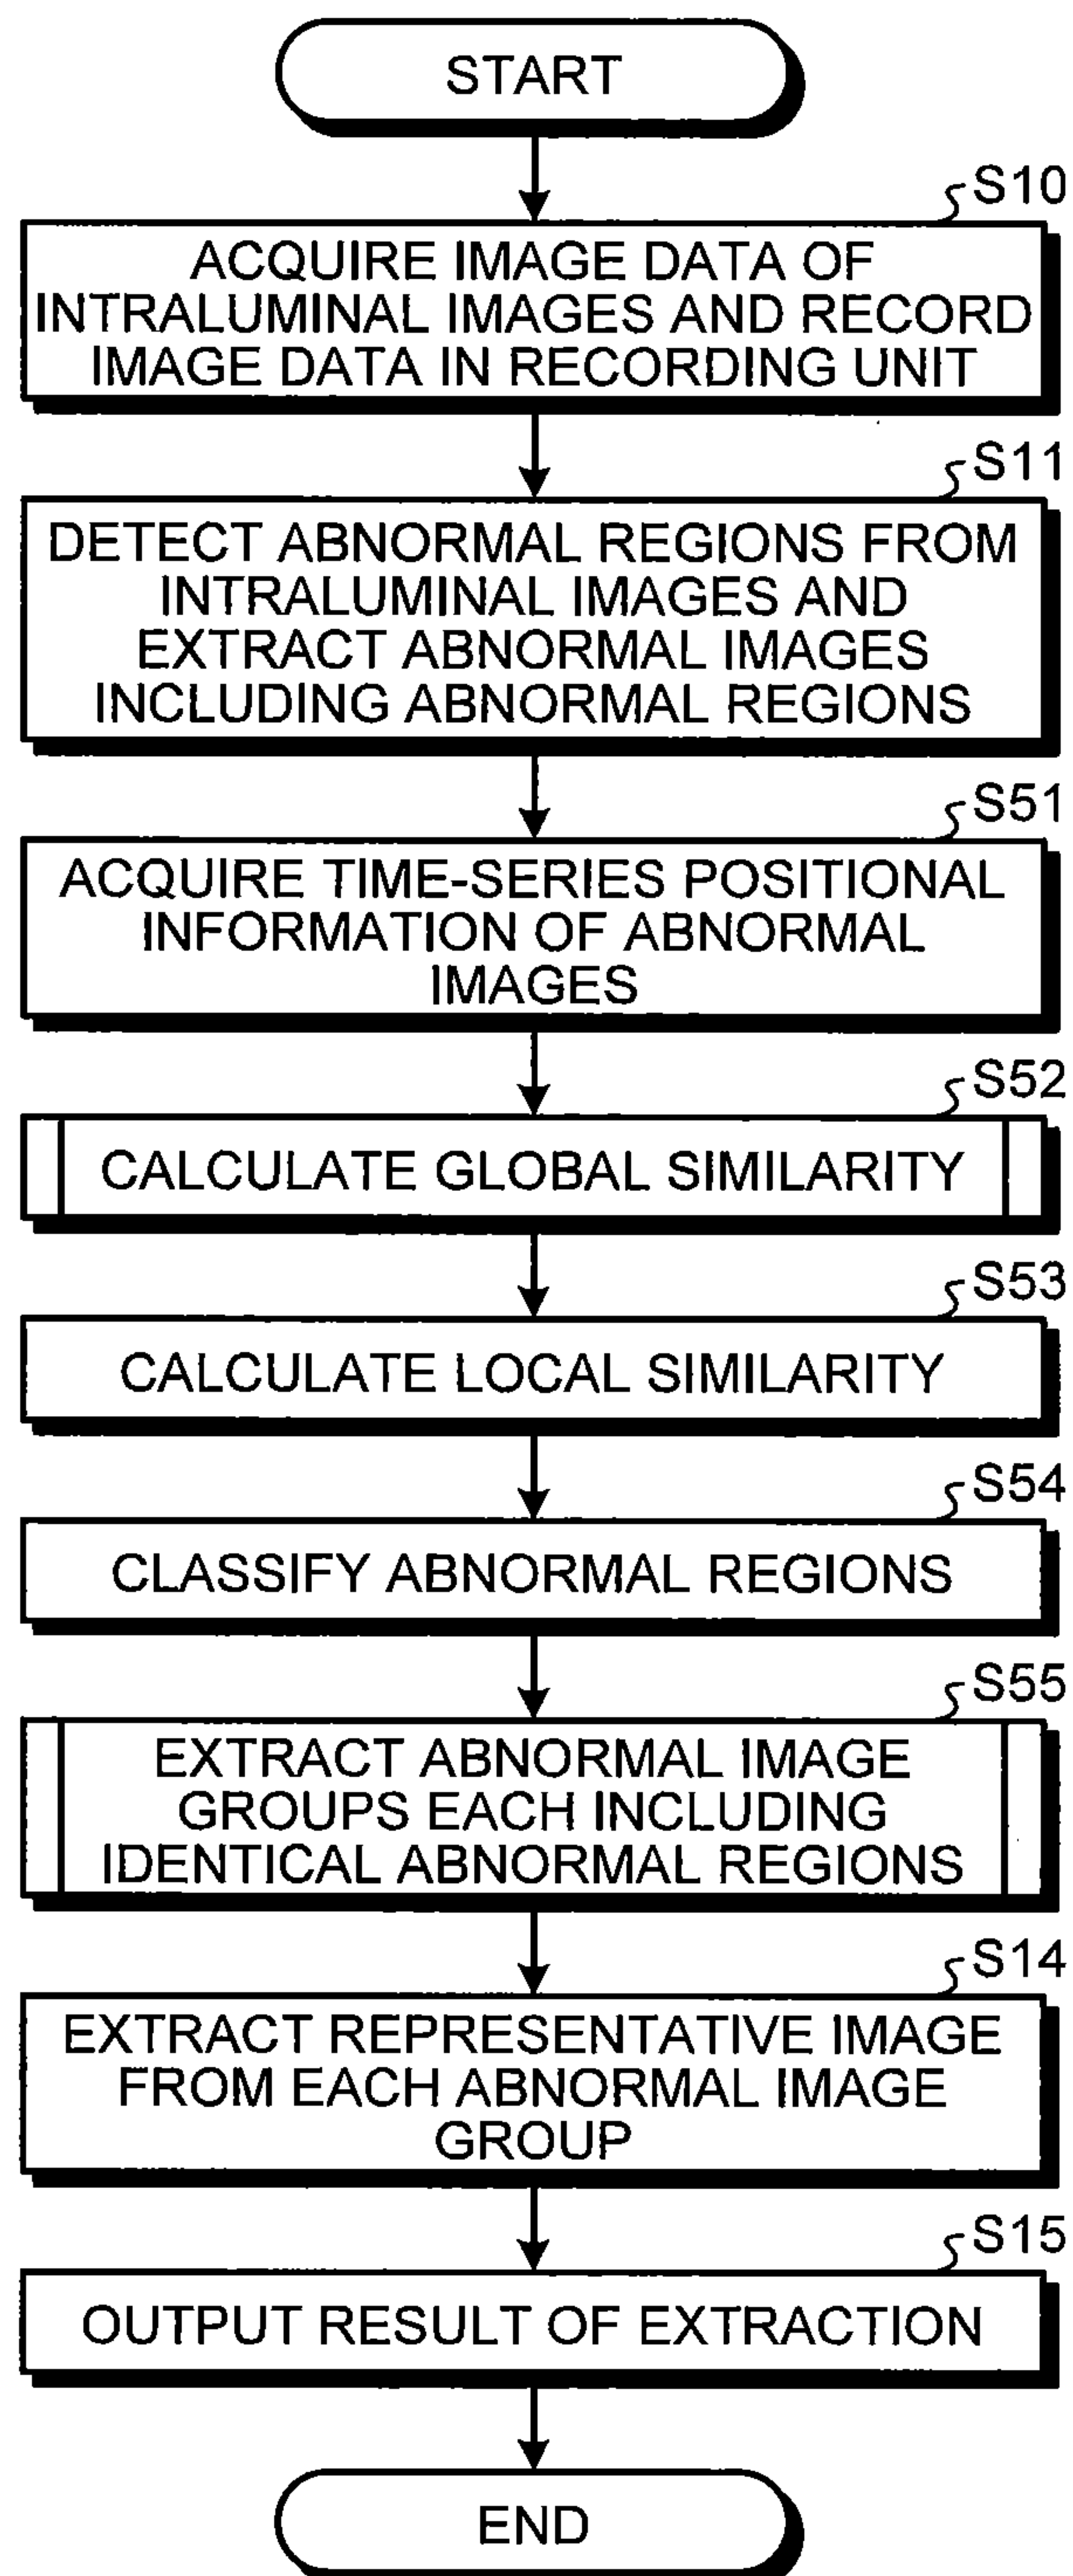 START
S10
ACQUIRE IMAGE DATA OF
INTRALUMINAL IMAGES AND RECORD
IMAGE DATA IN RECORDING UNIT
S11
DETECT ABNORMAL REGIONS FROM
INTRALUMINAL IMAGES AND
EXTRACT ABNORMAL IMAGES
INCLUDING ABNORMAL REGIONS
S51
ACQUIRE TIME-SERIES POSITIONAL
INFORMATION OF ABNORMAL
IMAGES
S52
CALCULATE GLOBAL SIMILARITY
S53
CALCULATE LOCAL SIMILARITY
S54
CLASSIFY ABNORMAL REGIONS
S55
EXTRACT ABNORMAL IMAGE
GROUPS EACH INCLUDING
IDENTICAL ABNORMAL REGIONS
S14
EXTRACT REPRESENTATIVE IMAGE
FROM EACH ABNORMAL IMAGE
GROUP
S15
OUTPUT RESULT OF EXTRACTION
END